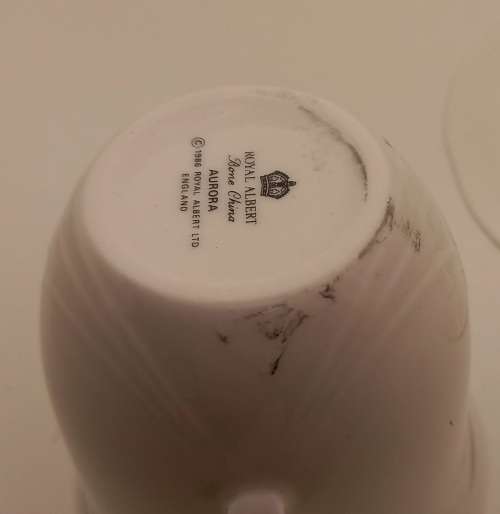 ROYAL ALBERT
Bone China
AURORA
© 1986 ROYAL ALBERT LTD
ENGLAND